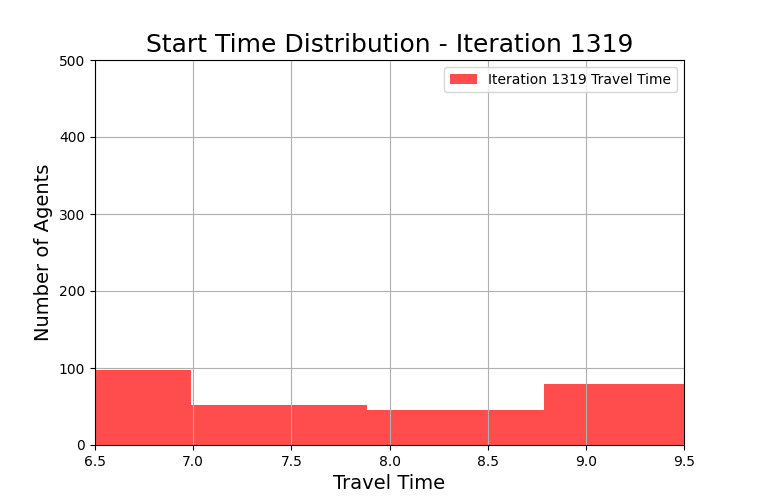 Start Time Distribution - Iteration 1319
Iteration 1319 Travel Time
Number of Agents
500
400
300
200
100
0
6.5 7.0 7.5 8.0 8.5 9.0 9.5
Travel Time